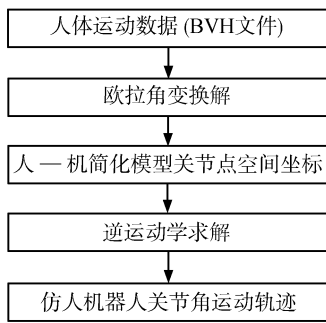 人体运动数据 (BVH文件)
欧拉角变换解
人 — 机简化模型关节点空间坐标
逆运动学求解
仿人机器人关节角运动轨迹